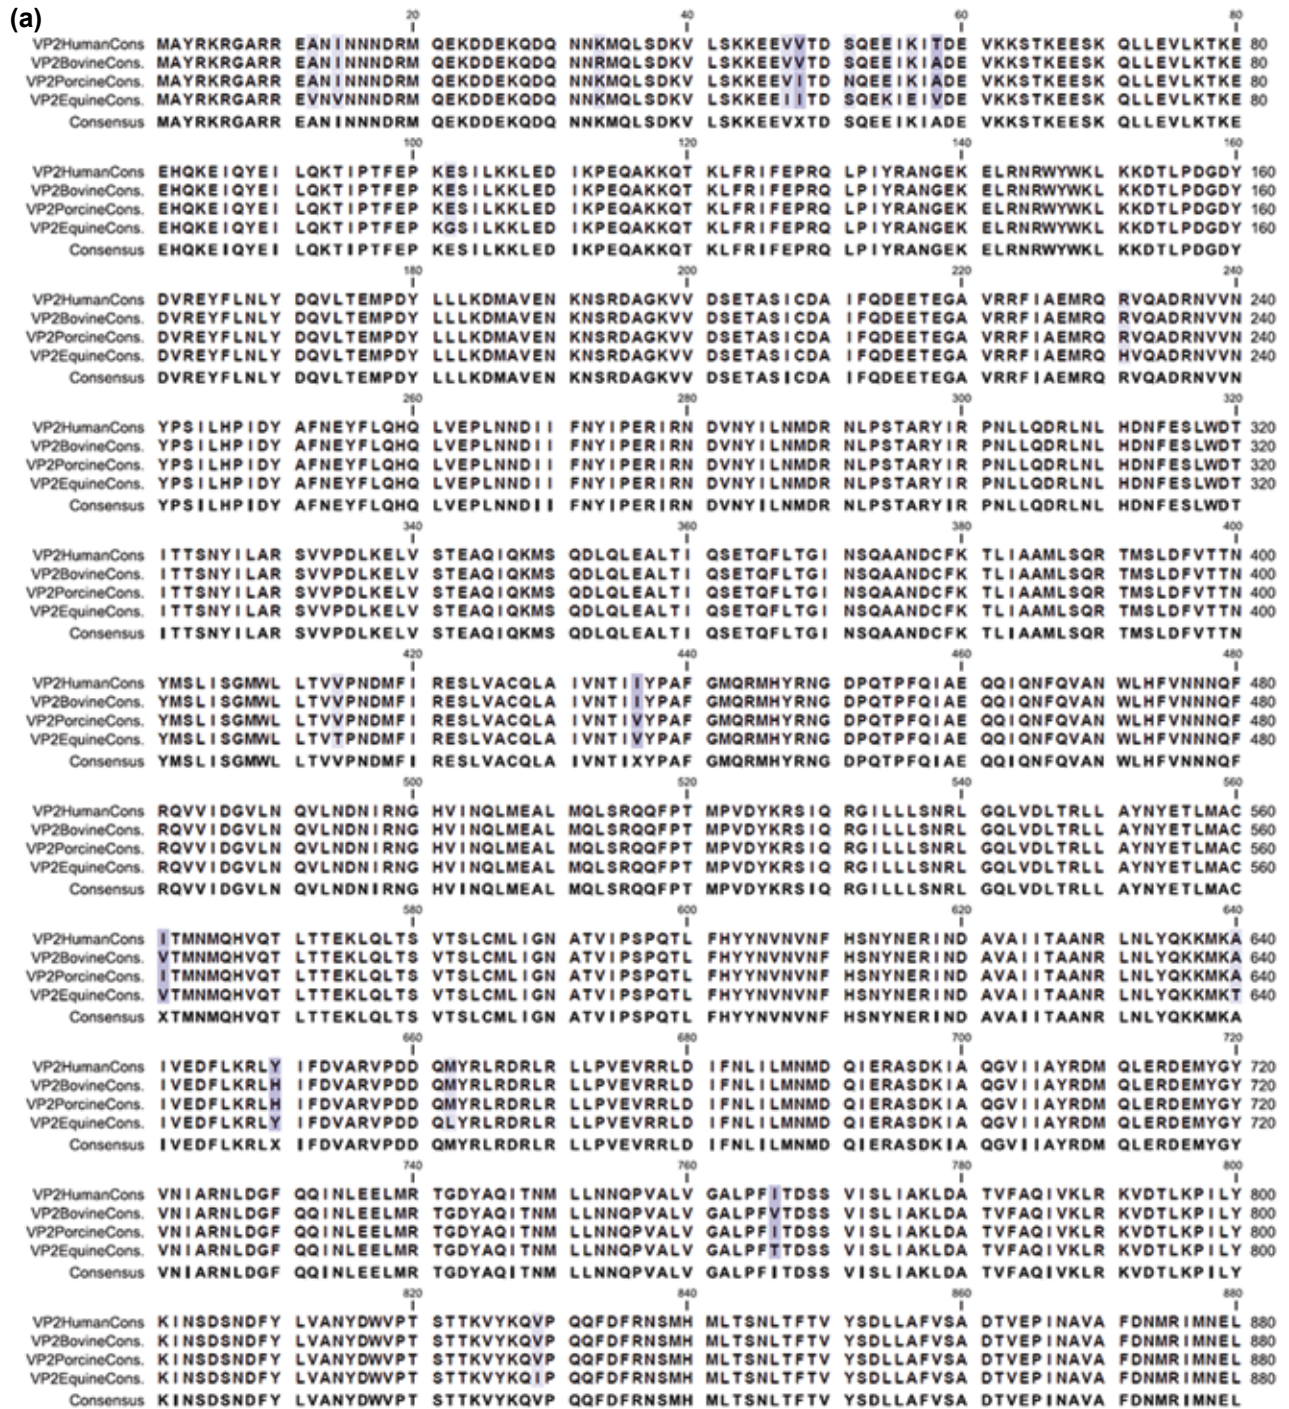 (a)
20 40 60 80
VP2HumanCons MAYRKRGARR EANINNNDRM QEKDDEKQDQ NNKMQLSDKV LSKKEEVVTD SQEEIKITDE VKKSTKEESK QLLEVLKTKE 80
VP2BovineCons. MAYRKRGARR EANINNNDRM QEKDDEKQDQ NNRMQLSDKV LSKKEEVVTD SQEEIKIADE VKKSTKEESK QLLEVLKTKE 80
VP2PorcineCons. MAYRKRGARR EANINNNDRM QEKDDEKQDQ NNKMQLSDKV LSKKEEVITD SQEEIKIADE VKKSTKEESK QLLEVLKTKE 80
VP2EquineCons. MAYRKRGARR EVNVNNNDRM QEKDDEKQDQ NNKMQLSDKV LSKKEEIITD SQEKIEIVDE VKKSTKEESK QLLEVLKTKE 80
Consensus MAYRKRGARR EANINNNDRM QEKDDEKQDQ NNKMQLSDKV LSKKEEVXTD SQEEIKIADE VKKSTKEESK QLLEVLKTKE
100 120 140 160
VP2HumanCons EHQKEIQYEI LQKTIPTFEP KESILKKLED IKPEQAKKQT KLFRIFEPRQ LPIYRANGEK ELRNRWYWKL KKDTLPDGDY 160
VP2BovineCons. EHQKEIQYEI LQKTIPTFEP KESILKKLED IKPEQAKKQT KLFRIFEPRQ LPIYRANGEK ELRNRWYWKL KKDTLPDGDY 160
VP2PorcineCons. EHQKEIQYEI LQKTIPTFEP KESILKKLED IKPEQAKKQT KLFRIFEPRQ LPIYRANGEK ELRNRWYWKL KKDTLPDGDY 160
VP2EquineCons. EHQKEIQYEI LQKTIPTFEP KGSILKKLED IKPEQAKKQT KLFRIFEPRQ LPIYRANGEK ELRNRWYWKL KKDTLPDGDY 160
Consensus EHQKEIQYEI LQKTIPTFEP KESILKKLED IKPEQAKKQT KLFRIFEPRQ LPIYRANGEK ELRNRWYWKL KKDTLPDGDY
180 200 220 240
VP2HumanCons DVREYFLNLY DQVLTEMPDY LLLKDMAVEN KNSRDAGKVV DSETASICDA IFQDEETEGA VRRFIAEMRQ RVQADRNVVN 240
VP2BovineCons. DVREYFLNLY DQVLTEMPDY LLLKDMAVEN KNSRDAGKVV DSETASICDA IFQDEETEGA VRRFIAEMRQ RVQADRNVVN 240
VP2PorcineCons. DVREYFLNLY DQVLTEMPDY LLLKDMAVEN KNSRDAGKVV DSETASICDA IFQDEETEGA VRRFIAEMRQ RVQADRNVVN 240
VP2EquineCons. DVREYFLNLY DQVLTEMPDY LLLKDMAVEN KNSRDAGKVV DSETASICDA IFQDEETEGA VRRFIAEMRQ HVQADRNVVN 240
Consensus DVREYFLNLY DQVLTEMPDY LLLKDMAVEN KNSRDAGKVV DSETASICDA IFQDEETEGA VRRFIAEMRQ RVQADRNVVN
260 280 300 320
VP2HumanCons YPSILHPIDY AFNEYFLQHQ LVEPLNNDII FNYIPERIRN DVNYILNMDR NLPSTARYIR PNLLQDRLNL HDNFESLWDT 320
VP2BovineCons. YPSILHPIDY AFNEYFLQHQ LVEPLNNDII FNYIPERIRN DVNYILNMDR NLPSTARYIR PNLLQDRLNL HDNFESLWDT 320
VP2PorcineCons. YPSILHPIDY AFNEYFLQHQ LVEPLNNDII FNYIPERIRN DVNYILNMDR NLPSTARYIR PNLLQDRLNL HDNFESLWDT 320
VP2EquineCons. YPSILHPIDY AFNEYFLQHQ LVEPLNNDII FNYIPERIRN DVNYILNMDR NLPSTARYIR PNLLQDRLNL HDNFESLWDT 320
Consensus YPSILHPIDY AFNEYFLQHQ LVEPLNNDII FNYIPERIRN DVNYILNMDR NLPSTARYIR PNLLQDRLNL HDNFESLWDT
340 360 380 400
VP2HumanCons ITTSNYILAR SVVPDLKELV STEAQIQKMS QDLQLEALTI QSETQFLTGI NSQAANDCFK TLIAAMLSQR TMSLDFVTTN 400
VP2BovineCons. ITTSNYILAR SVVPDLKELV STEAQIQKMS QDLQLEALTI QSETQFLTGI NSQAANDCFK TLIAAMLSQR TMSLDFVTTN 400
VP2PorcineCons. ITTSNYILAR SVVPDLKELV STEAQIQKMS QDLQLEALTI QSETQFLTGI NSQAANDCFK TLIAAMLSQR TMSLDFVTTN 400
VP2EquineCons. ITTSNYILAR SVVPDLKELV STEAQIQKMS QDLQLEALTI QSETQFLTGI NSQAANDCFK TLIAAMLSQR TMSLDFVTTN 400
Consensus ITTSNYILAR SVVPDLKELV STEAQIQKMS QDLQLEALTI QSETQFLTGI NSQAANDCFK TLIAAMLSQR TMSLDFVTTN
420 440 460 480
VP2HumanCons YMSLISGMWL LTVVPNDMFI RESLVACQLA IVNTIIYPAF GMQRMHYRNG DPQTPFQIAE QQIQNFQVAN WLHFVNNNQF 480
VP2BovineCons. YMSLISGMWL LTVVPNDMFI RESLVACQLA IVNTIIYPAF GMQRMHYRNG DPQTPFQIAE QQIQNFQVAN WLHFVNNNQF 480
VP2PorcineCons. YMSLISGMWL LTVVPNDMFI RESLVACQLA IVNTIVYPAF GMQRMHYRNG DPQTPFQIAE QQIQNFQVAN WLHFVNNNQF 480
VP2EquineCons. YMSLISGMWL LTVTPNDMFI RESLVACQLA IVNTIVYPAF GMQRMHYRNG DPQTPFQIAE QQIQNFQVAN WLHFVNNNQF 480
Consensus YMSLISGMWL LTVVPNDMFI RESLVACQLA IVNTIXYPAF GMQRMHYRNG DPQTPFQIAE QQIQNFQVAN WLHFVNNNQF
500 520 540 560
VP2HumanCons RQVVIDGVLN QVLNDNIRNG HVINQLMEAL MQLSRQQFPT MPVDYKRSIQ RGILLLSNRL GQLVDLTRLL AYNYETLMAC 560
VP2BovineCons. RQVVIDGVLN QVLNDNIRNG HVINQLMEAL MQLSRQQFPT MPVDYKRSIQ RGILLLSNRL GQLVDLTRLL AYNYETLMAC 560
VP2PorcineCons. RQVVIDGVLN QVLNDNIRNG HVINQLMEAL MQLSRQQFPT MPVDYKRSIQ RGILLLSNRL GQLVDLTRLL AYNYETLMAC 560
VP2EquineCons. RQVVIDGVLN QVLNDNIRNG HVINQLMEAL MQLSRQQFPT MPVDYKRSIQ RGILLLSNRL GQLVDLTRLL AYNYETLMAC 560
Consensus RQVVIDGVLN QVLNDNIRNG HVINQLMEAL MQLSRQQFPT MPVDYKRSIQ RGILLLSNRL GQLVDLTRLL AYNYETLMAC
580 600 620 640
VP2HumanCons ITMNMQHVQT LTTEKLQLTS VTSLCMLIGN ATVIPSPQTL FHYYNVNVNF HSNYNERIND AVAIITAANR LNLYQKKMKA 640
VP2BovineCons. VTMNMQHVQT LTTEKLQLTS VTSLCMLIGN ATVIPSPQTL FHYYNVNVNF HSNYNERIND AVAIITAANR LNLYQKKMKA 640
VP2PorcineCons. ITMNMQHVQT LTTEKLQLTS VTSLCMLIGN ATVIPSPQTL FHYYNVNVNF HSNYNERIND AVAIITAANR LNLYQKKMKA 640
VP2EquineCons. VTMNMQHVQT LTTEKLQLTS VTSLCMLIGN ATVIPSPQTL FHYYNVNVNF HSNYNERIND AVAIITAANR LNLYQKKMKT 640
Consensus XTMNMQHVQT LTTEKLQLTS VTSLCMLIGN ATVIPSPQTL FHYYNVNVNF HSNYNERIND AVAIITAANR LNLYQKKMKA
660 680 700 720
VP2HumanCons IVEDFLKRLY IFDVARVPDD QMYRLRDRLR LLPVEVRRLD IFNLILMNMD QIERASDKIA QGVIIAYRDM QLERDEMYGY 720
VP2BovineCons. IVEDFLKRLH IFDVARVPDD QMYRLRDRLR LLPVEVRRLD IFNLILMNMD QIERASDKIA QGVIIAYRDM QLERDEMYGY 720
VP2PorcineCons. IVEDFLKRLH IFDVARVPDD QMYRLRDRLR LLPVEVRRLD IFNLILMNMD QIERASDKIA QGVIIAYRDM QLERDEMYGY 720
VP2EquineCons. IVEDFLKRLY IFDVARVPDD QLYRLRDRLR LLPVEVRRLD IFNLILMNMD QIERASDKIA QGVIIAYRDM QLERDEMYGY 720
Consensus IVEDFLKRLX IFDVARVPDD QMYRLRDRLR LLPVEVRRLD IFNLILMNMD QIERASDKIA QGVIIAYRDM QLERDEMYGY
740 760 780 800
VP2HumanCons VNIARNLDGF QQINLEELMR TGDYAQITNM LLNNQPVALV GALPFITDSS VISLIAKLDA TVFAQIVKLR KVDTLKPILY 800
VP2BovineCons. VNIARNLDGF QQINLEELMR TGDYAQITNM LLNNQPVALV GALPFVTDSS VISLIAKLDA TVFAQIVKLR KVDTLKPILY 800
VP2PorcineCons. VNIARNLDGF QQINLEELMR TGDYAQITNM LLNNQPVALV GALPFITDSS VISLIAKLDA TVFAQIVKLR KVDTLKPILY 800
VP2EquineCons. VNIARNLDGF QQINLEELMR TGDYAQITNM LLNNQPVALV GALPFTTDSS VISLIAKLDA TVFAQIVKLR KVDTLKPILY 800
Consensus VNIARNLDGF QQINLEELMR TGDYAQITNM LLNNQPVALV GALPFITDSS VISLIAKLDA TVFAQIVKLR KVDTLKPILY
820 840 860 880
VP2HumanCons KINSDSNDFY LVANYDWVPT STTKVYKQVP QQFDFRNSMH MLTSNLTFTV YSDLLAFVSA DTVEPINAVA FDNMRIMNEL 880
VP2BovineCons. KINSDSNDFY LVANYDWVPT STTKVYKQVP QQFDFRNSMH MLTSNLTFTV YSDLLAFVSA DTVEPINAVA FDNMRIMNEL 880
VP2PorcineCons. KINSDSNDFY LVANYDWVPT STTKVYKQVP QQFDFRNSMH MLTSNLTFTV YSDLLAFVSA DTVEPINAVA FDNMRIMNEL 880
VP2EquineCons. KINSDSNDFY LVANYDWVPT STTKVYKQIP QQFDFRNSMH MLTSNLTFTV YSDLLAFVSA DTVEPINAVA FDNMRIMNEL 880
Consensus KINSDSNDFY LVANYDWVPT STTKVYKQVP QQFDFRNSMH MLTSNLTFTV YSDLLAFVSA DTVEPINAVA FDNMRIMNEL